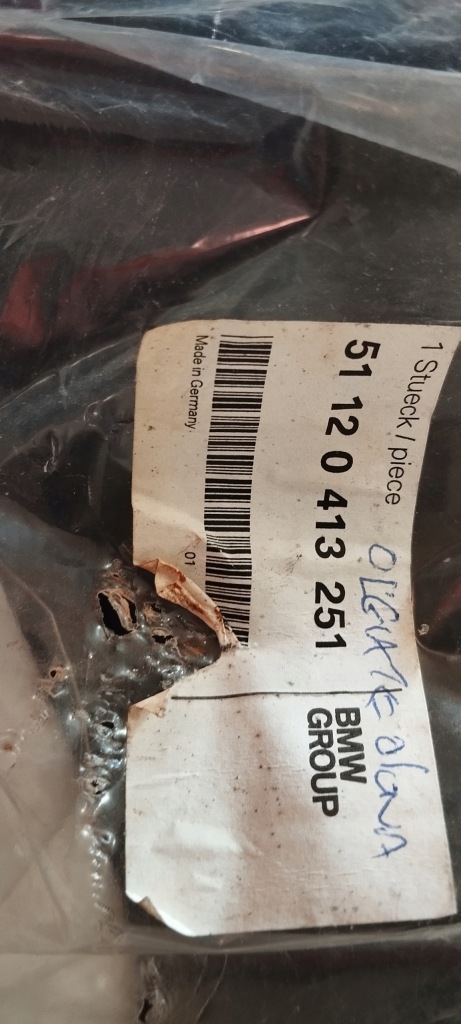 1 Stueck / piece
51 12 0 413 251
Made in Germany
01
BMW
GROUP